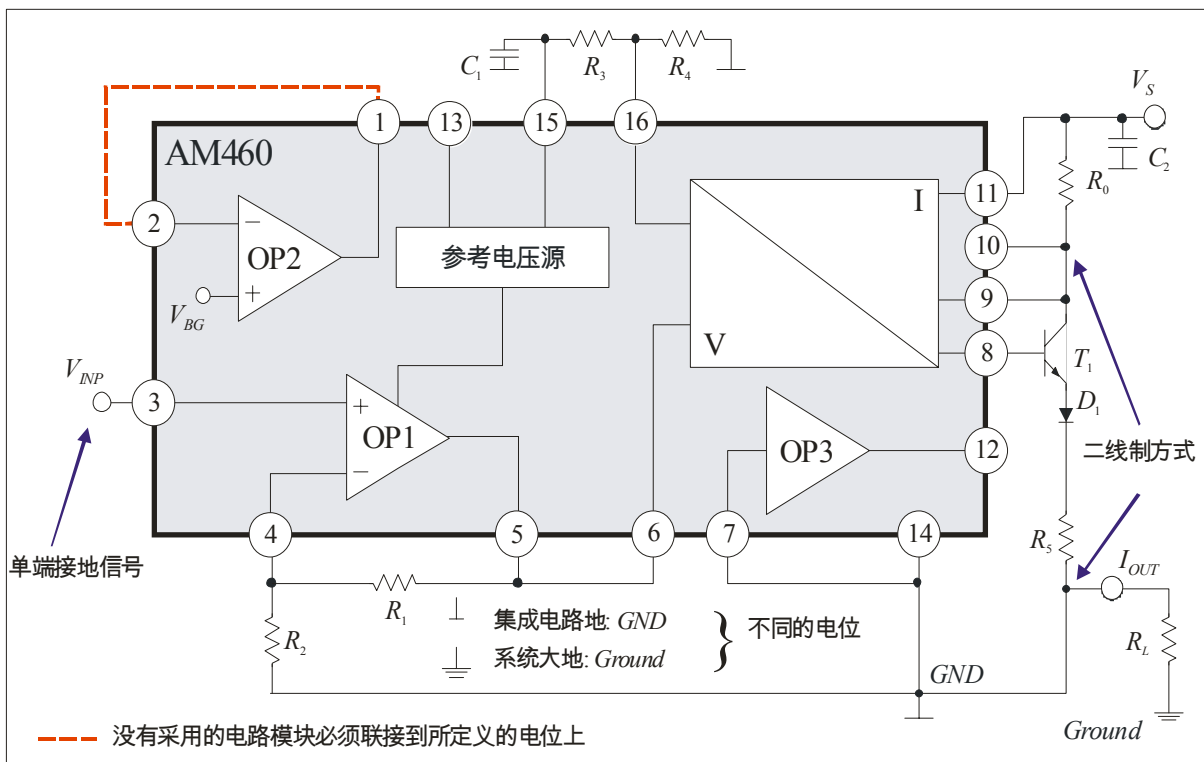 C1
R3
R4
VS
1
13
15
16
AM460
C2
R0
I
11
2
OP2
参考电压源
10
VBG
9
V
8
T1
VINP
D1
3
OP1
OP3
12
二线制方式
4
5
6
7
14
R5
单端接地信号
IOUT
R1
集成电路地: GND
不同的电位
R2
系统大地: Ground
RL
GND
没有采用的电路模块必须联接到所定义的电位上
Ground